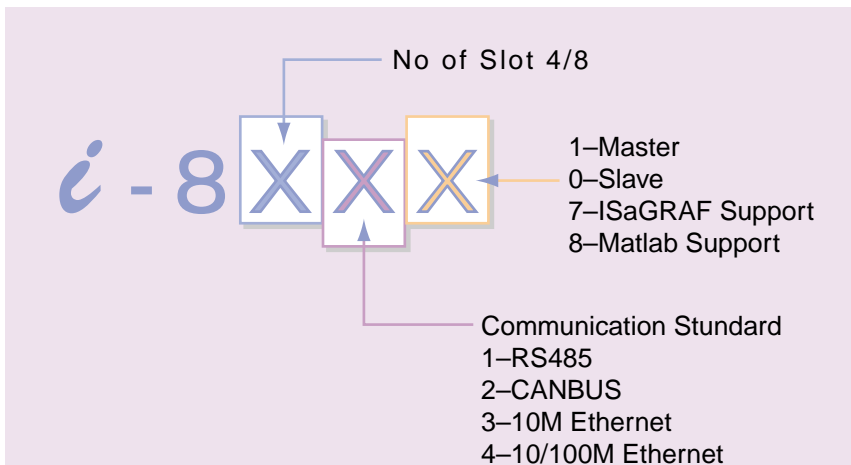 No of Slot 4/8
i - 8 X X X
1–Master
0–Slave
7–ISaGRAF Support
8–Matlab Support
Communication Stundard
1–RS485
2–CANBUS
3–10M Ethernet
4–10/100M Ethernet